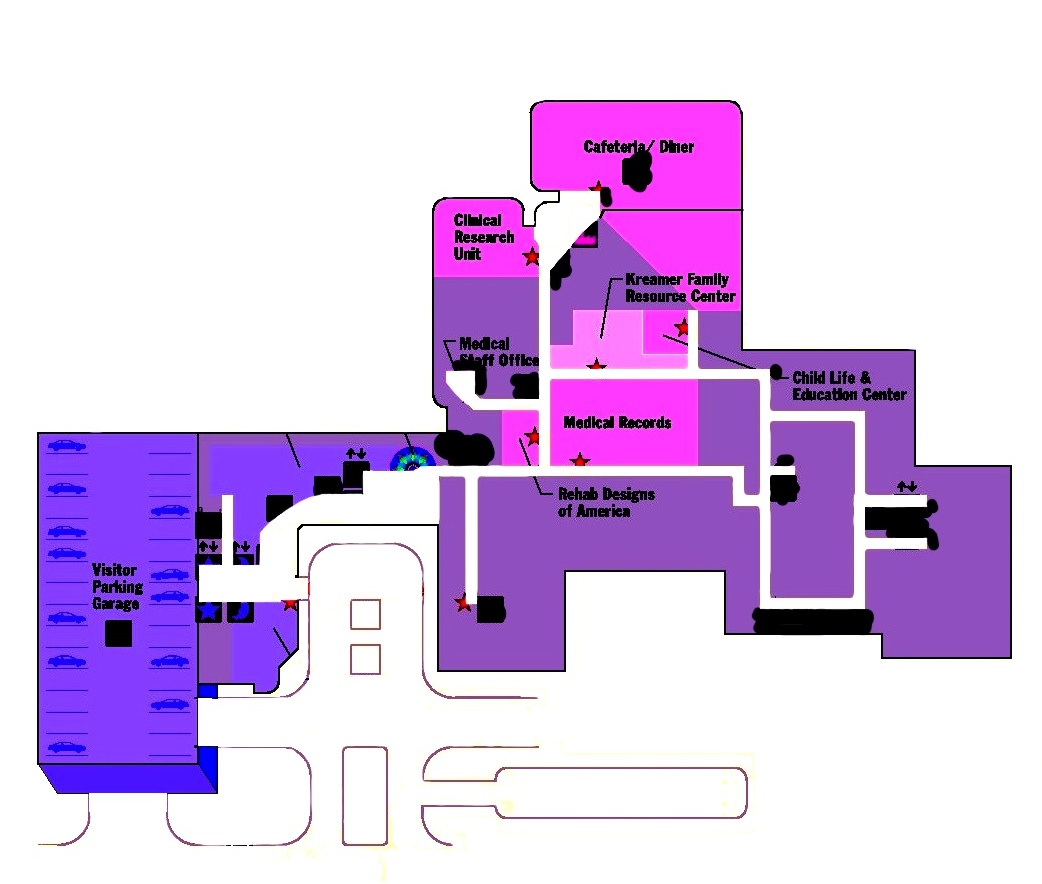 Cafeteria/ Diner
Clinical
Research
Unit
Kreamer Family
Resource Center
Medical
Staff Office
Child Life &
Education Center
Medical Records
Rehab Designs
of America
Visitor
Parking
Garage